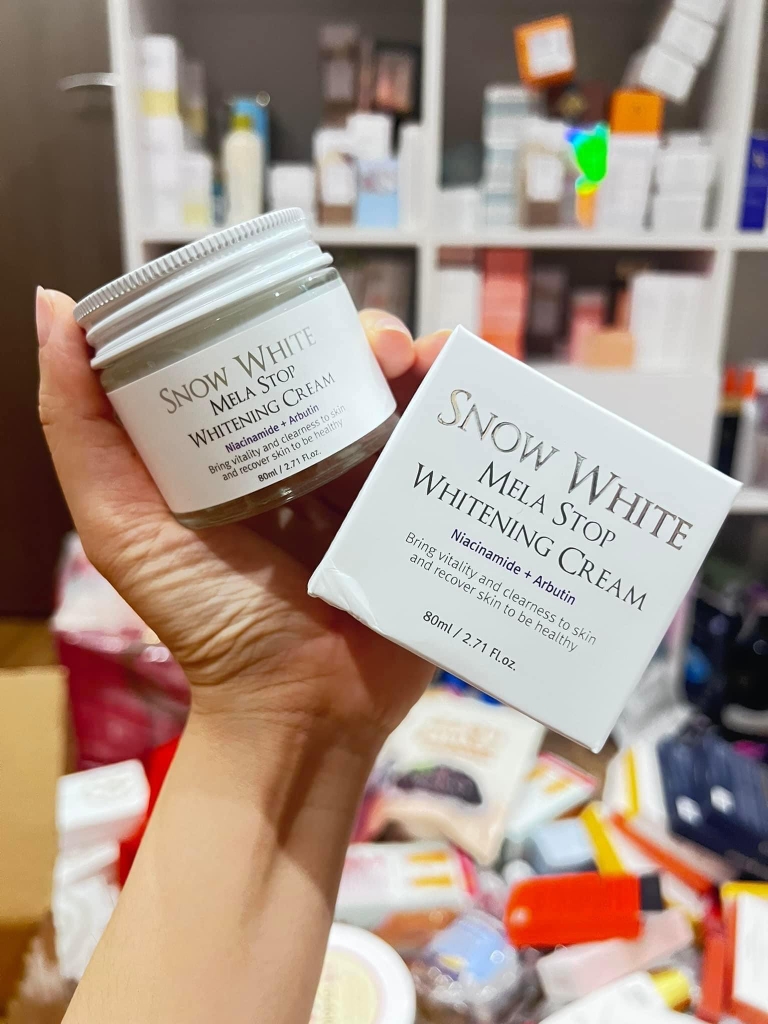 SNOW WHITE
MELA STOP
WHITENING CREAM
Niacinamide + Arbutin
Bring vitality and clearness to skin
and recover skin to be healthy
80ml / 2.71 Fl.oz.
SNOW WHITE
MELA STOP
WHITENING CREAM
Niacinamide + Arbutin
Bring vitality and clearness to skin
and recover skin to be healthy
80ml / 2.71 Fl.oz.